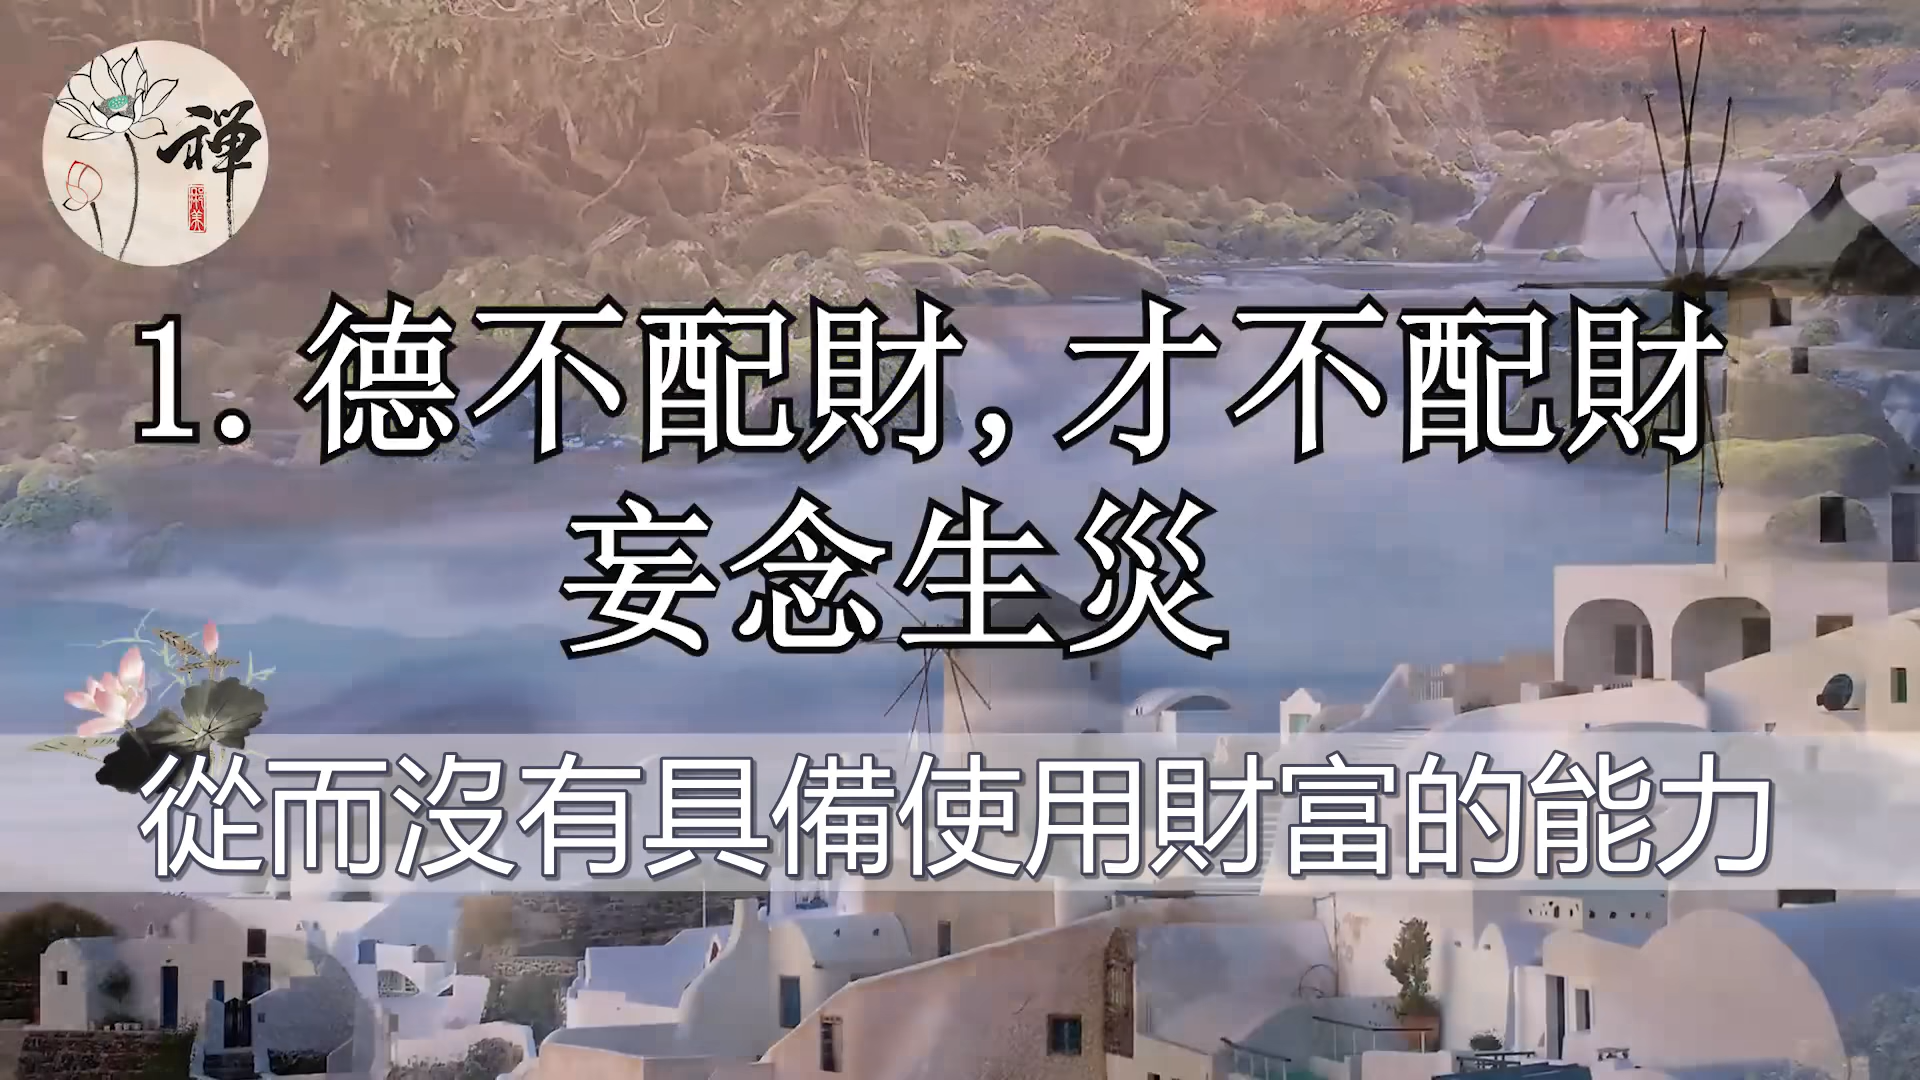 禅
1.德不配財,才不配財
妄念生災
從而沒有具備使用財富的能力